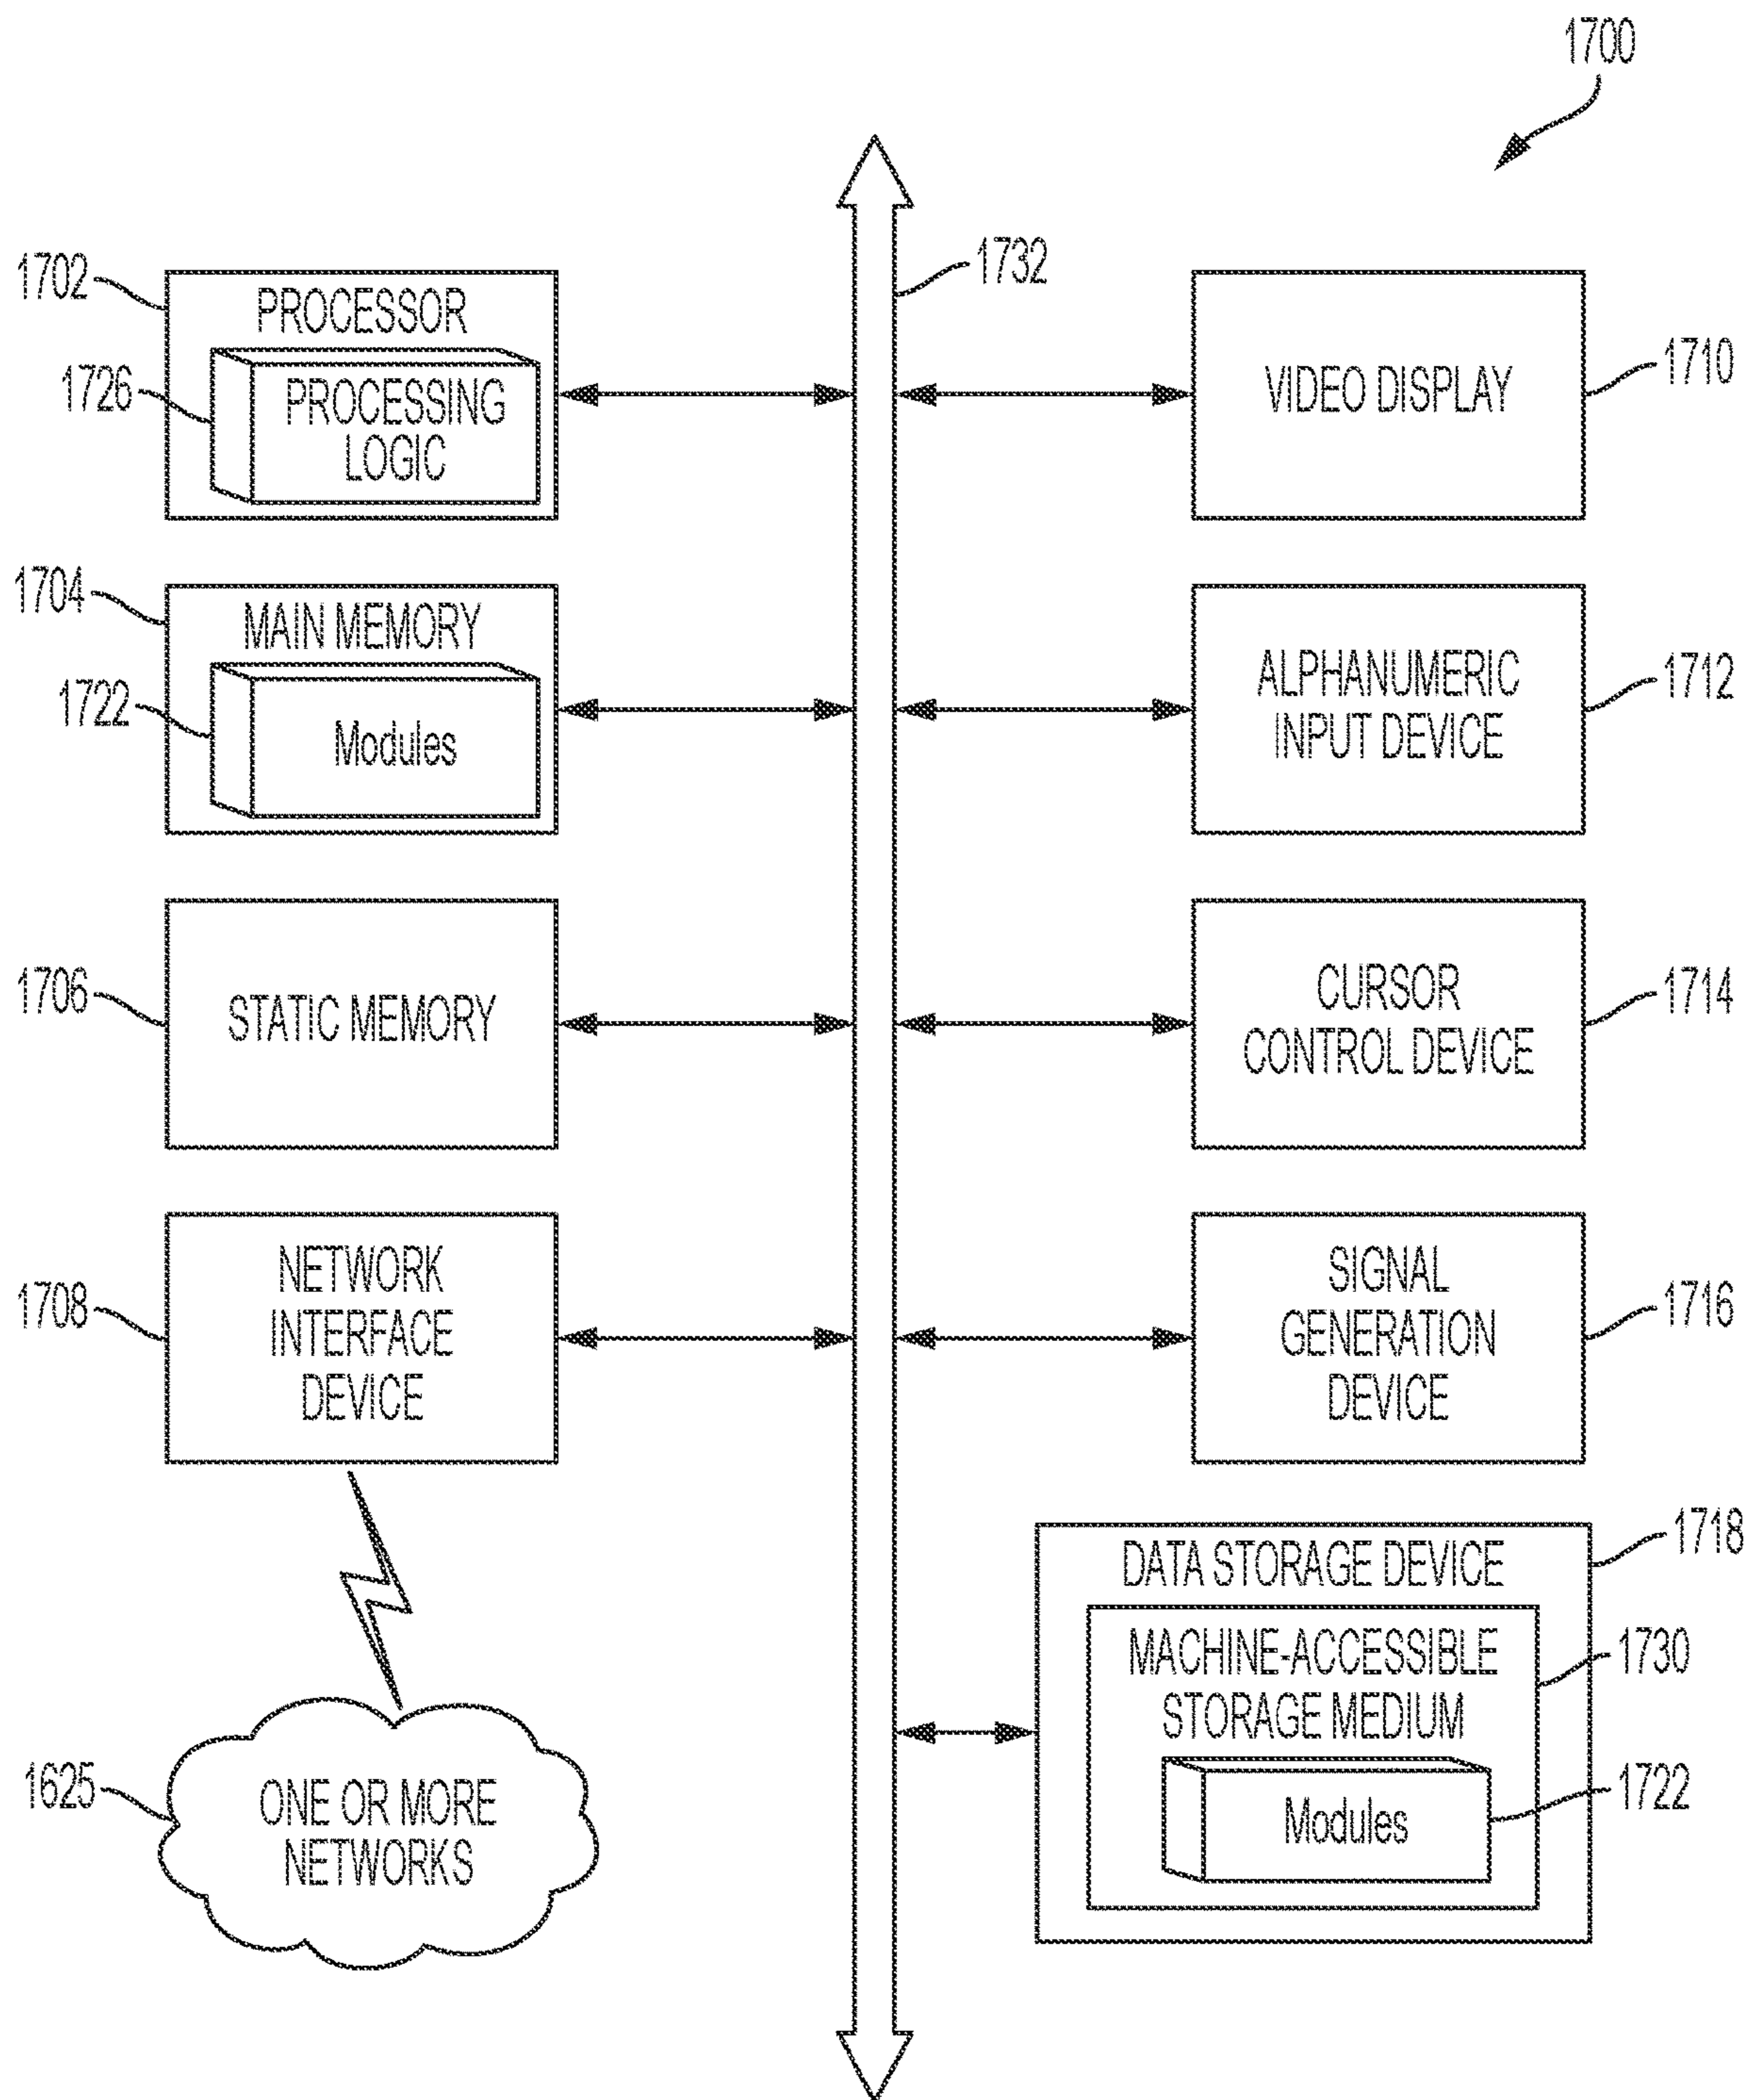 1700
1732
1702
PROCESSOR
1726
PROCESSING
LOGIC
1704
MAIN MEMORY
1722
Modules
1706
STATIC MEMORY
1708
NETWORK
INTERFACE
DEVICE
1625
ONE OR MORE
NETWORKS
VIDEO DISPLAY
1710
ALPHANUMERIC
INPUT DEVICE
1712
CURSOR
CONTROL DEVICE
1714
SIGNAL
GENERATION
DEVICE
1716
1718
DATA STORAGE DEVICE
MACHINE-ACCESSIBLE
STORAGE MEDIUM
1730
Modules
1722